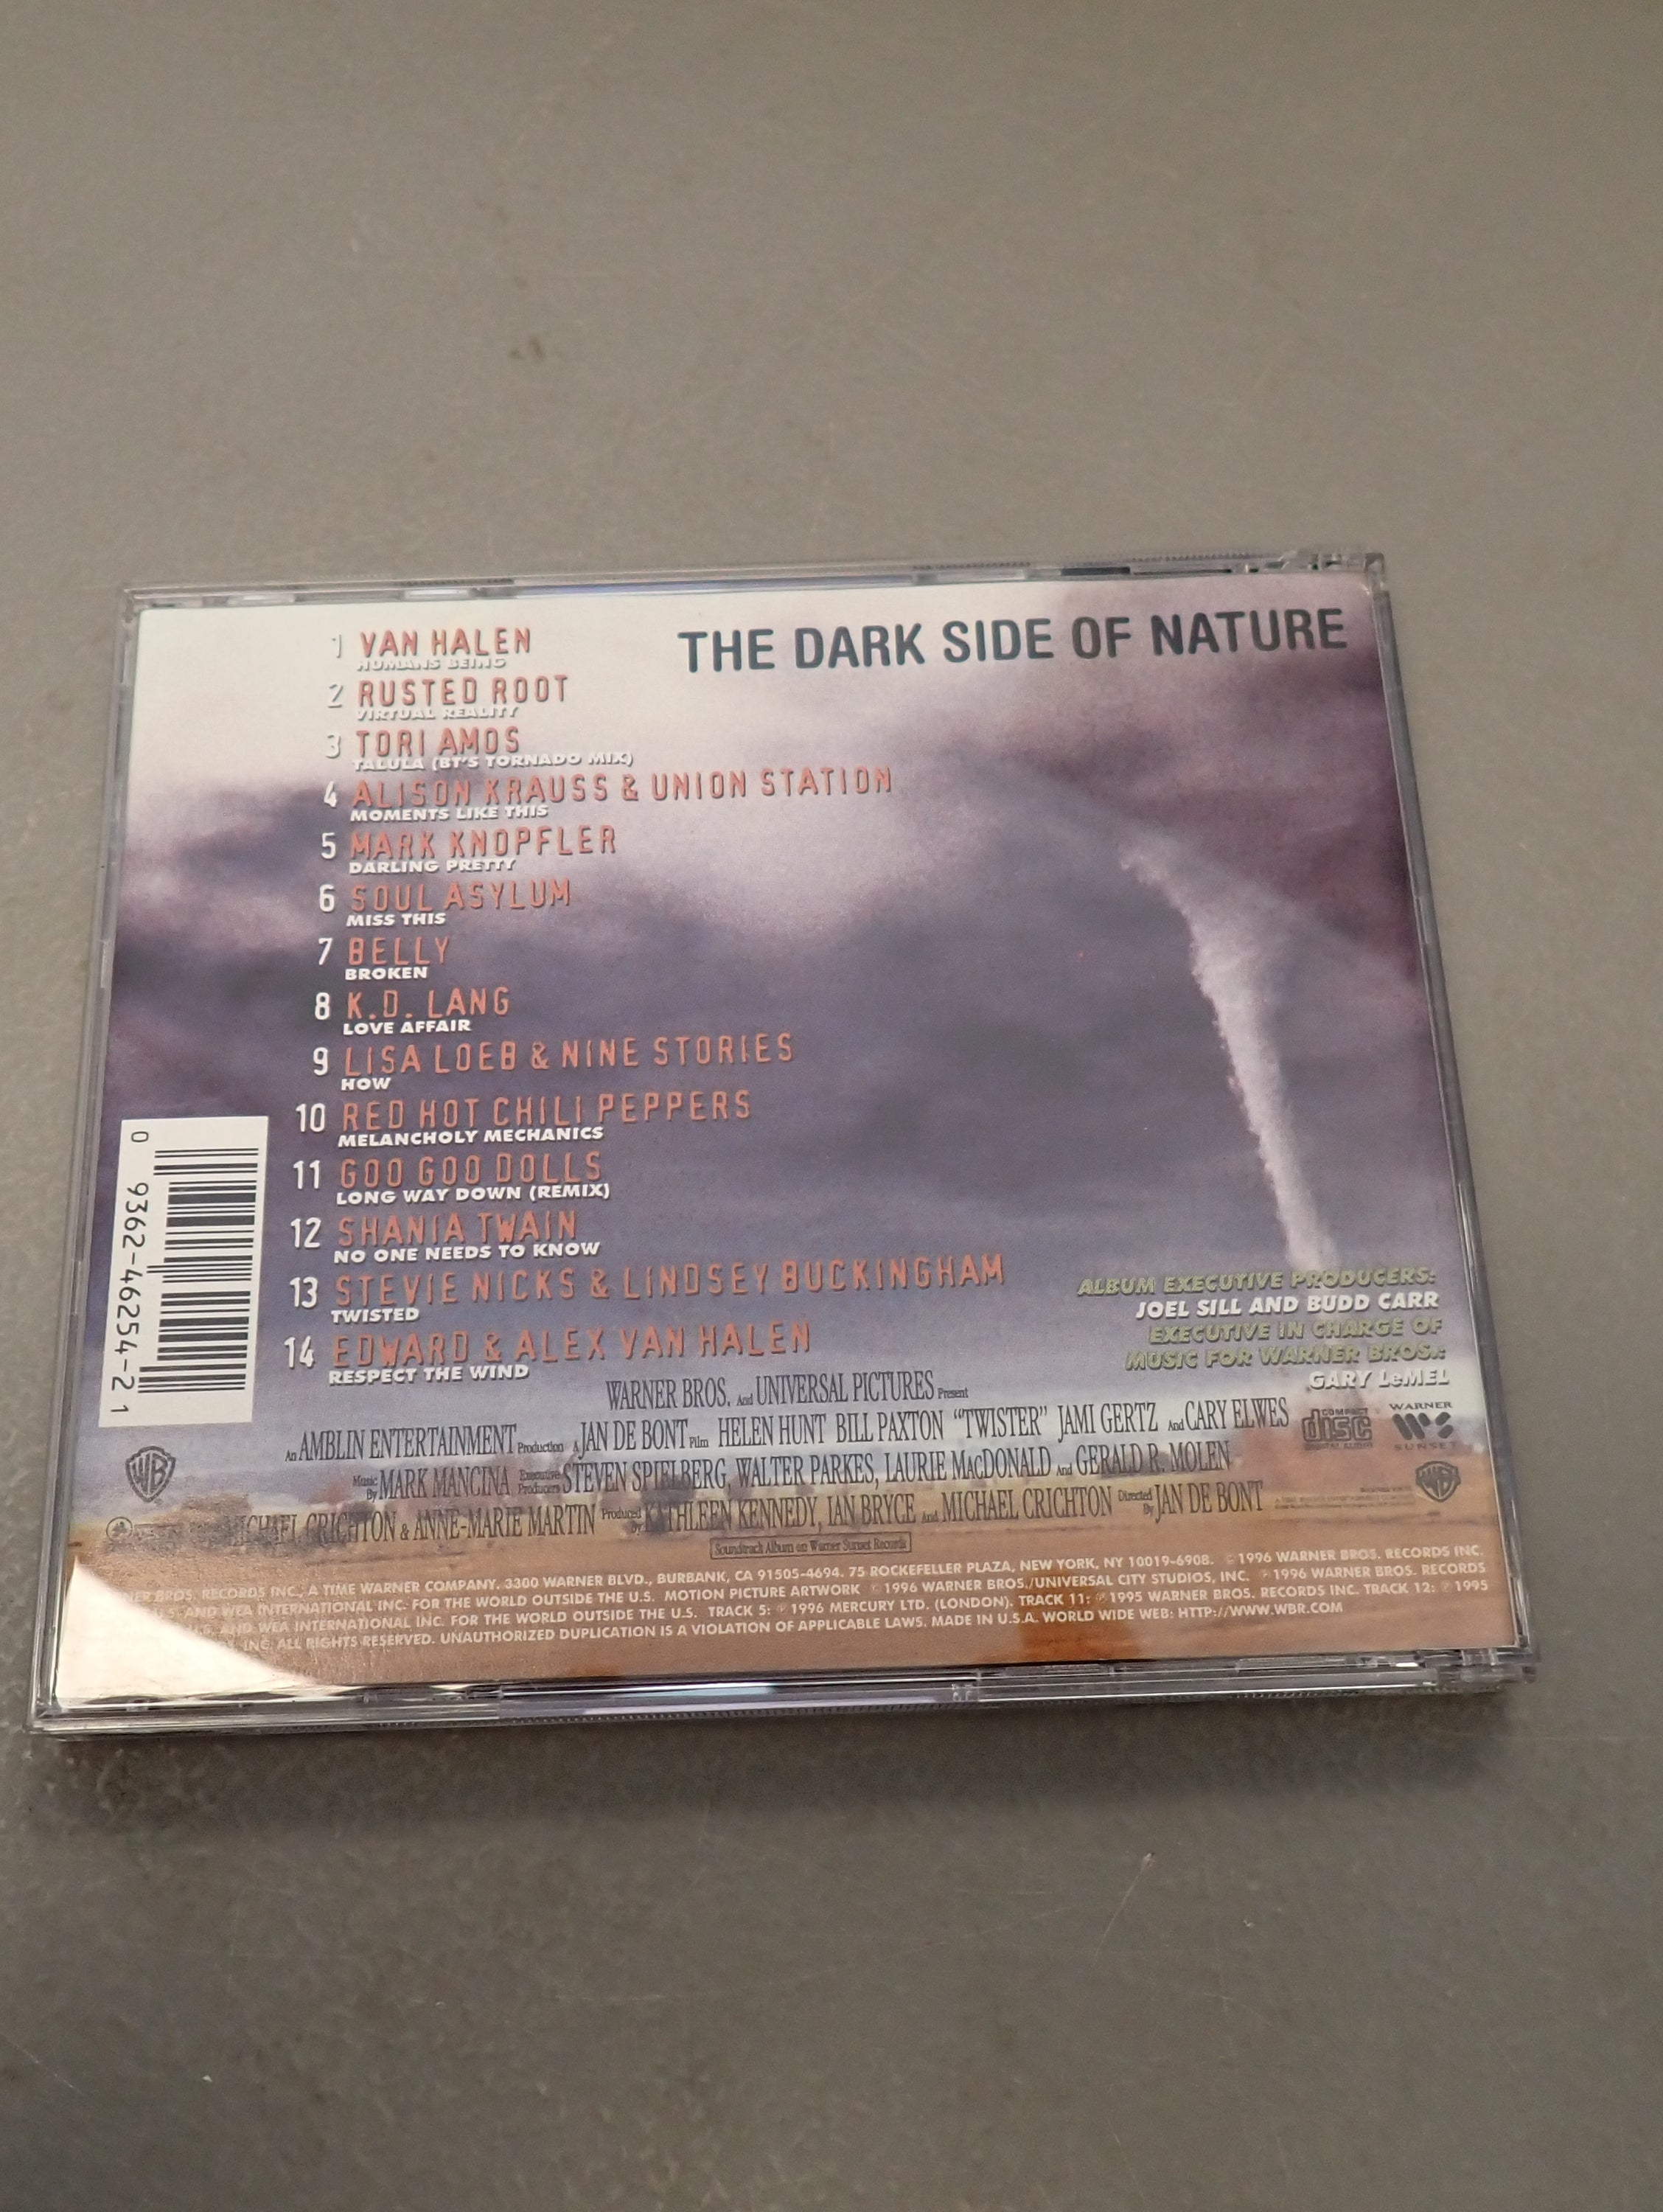 THE DARK SIDE OF NATURE
1 VAN HALEN
HUMANS BEING
2 RUSTED ROOT
VIRTUAL REALITY
3 TORI AMOS
TALULA (BT'S TORNADO MIX)
4 ALISON KRAUSS & UNION STATION
MOMENTS LIKE THIS
5 MARK KNOPFLER
DARLING PRETTY
6 SOUL ASYLUM
MISS THIS
7 BELLY
BROKEN
8 K.D. LANG
LOVE AFFAIR
9 LISA LOEB & NINE STORIES
HOW
10 RED HOT CHILI PEPPERS
MELANCHOLY MECHANICS
11 GOO GOO DOLLS
LONG WAY DOWN (REMIX)
12 SHANIA TWAIN
NO ONE NEEDS TO KNOW
13 STEVIE NICKS & LINDSEY BUCKINGHAM
TWISTED
14 EDWARD & ALEX VAN HALEN
RESPECT THE WIND
0 9362-46254-2 1
ALBUM EXECUTIVE PRODUCERS:
JOEL SILL AND BUDD CARR
EXECUTIVE IN CHARGE OF
MUSIC FOR WARNER BROS.:
GARY LeMEL
WARNER BROS. And UNIVERSAL PICTURES Present
An AMBLIN ENTERTAINMENT Production A JAN DE BONT Film HELEN HUNT BILL PAXTON “TWISTER” JAMI GERTZ And CARY ELWES
Music By MARK MANCINA Executive Producers STEVEN SPIELBERG, WALTER PARKES, LAURIE MacDONALD And GERALD R. MOLEN
MICHAEL CRICHTON & ANNE-MARIE MARTIN Produced By KATHLEEN KENNEDY, IAN BRYCE And MICHAEL CRICHTON Directed By JAN DE BONT
Soundtrack Album on Warner Sunset Records
COMPACT
disc
DIGITAL AUDIO
WARNER
SUNSET
WB
WB
BROS. RECORDS INC., A TIME WARNER COMPANY. 3300 WARNER BLVD., BURBANK, CA 91505-4694. 75 ROCKEFELLER PLAZA, NEW YORK, NY 10019-6908. ©1996 WARNER BROS. RECORDS INC.
U.S. AND WEA INTERNATIONAL INC. FOR THE WORLD OUTSIDE THE U.S. MOTION PICTURE ARTWORK ©1996 WARNER BROS./UNIVERSAL CITY STUDIOS, INC. ℗1996 WARNER BROS. RECORDS
U.S. AND WEA INTERNATIONAL INC. FOR THE WORLD OUTSIDE THE U.S. TRACK 5: ℗1996 MERCURY LTD. (LONDON). TRACK 11: ℗1995 WARNER BROS. RECORDS INC. TRACK 12: ℗1995
INC. ALL RIGHTS RESERVED. UNAUTHORIZED DUPLICATION IS A VIOLATION OF APPLICABLE LAWS. MADE IN U.S.A. WORLD WIDE WEB: HTTP://WWW.WBR.COM